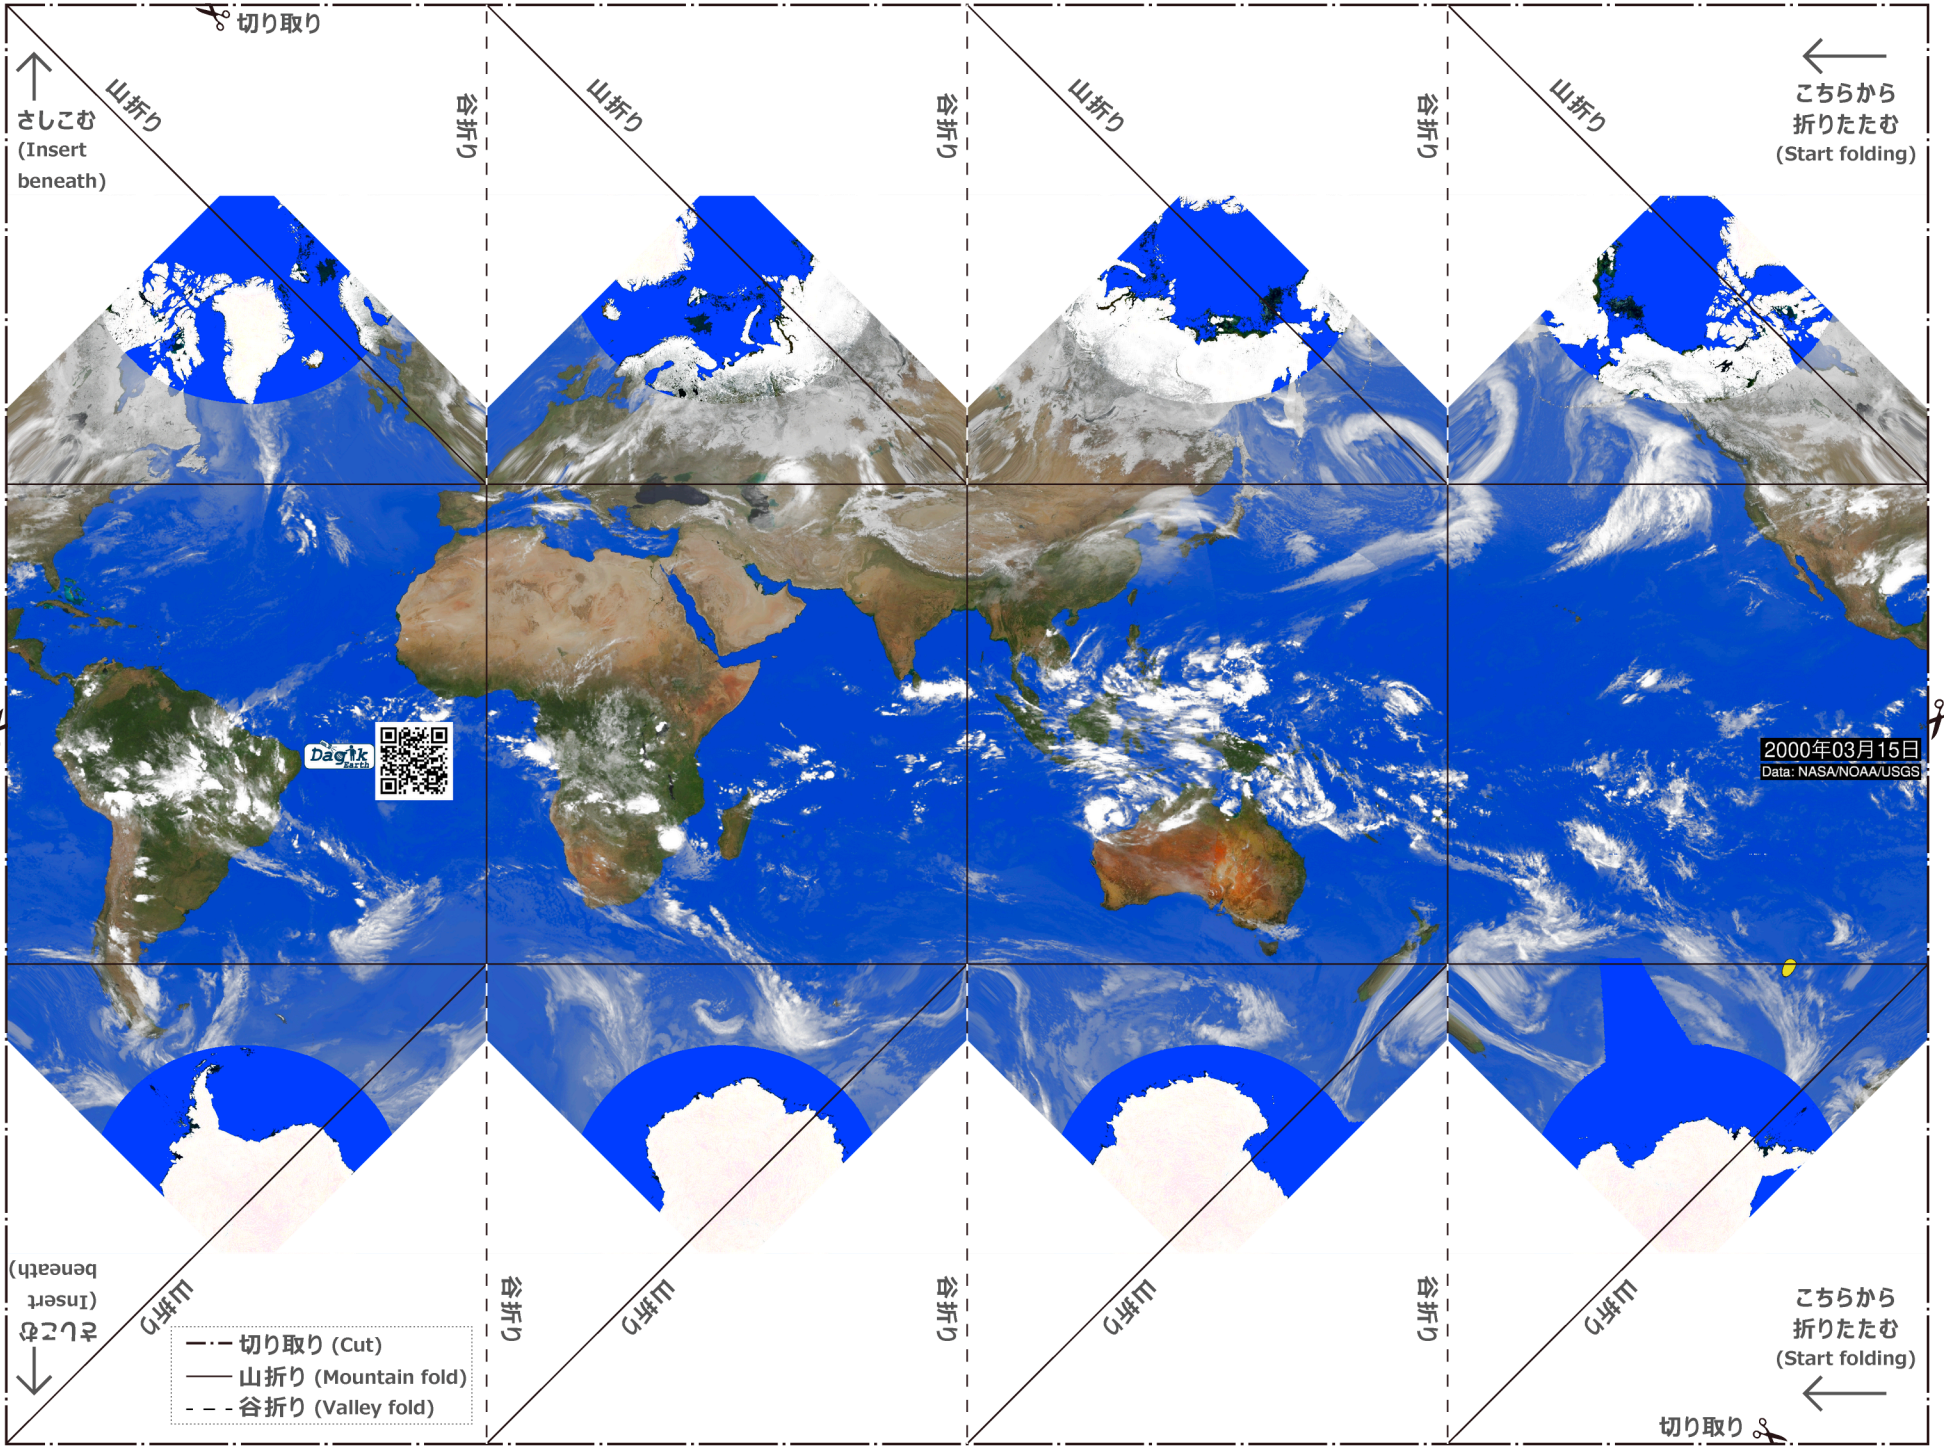 切り取り
山折り
谷折り
山折り
谷折り
山折り
谷折り
山折り
こちらから
折りたたむ
(Start folding)
さしこむ
(Insert
beneath)
Dagik
Earth
2000年03月15日
Data: NASA/NOAA/USGS
さしこむ
(Insert
beneath)
山折り
谷折り
山折り
谷折り
山折り
谷折り
山折り
こちらから
折りたたむ
(Start folding)
切り取り (Cut)
山折り (Mountain fold)
谷折り (Valley fold)
切り取り